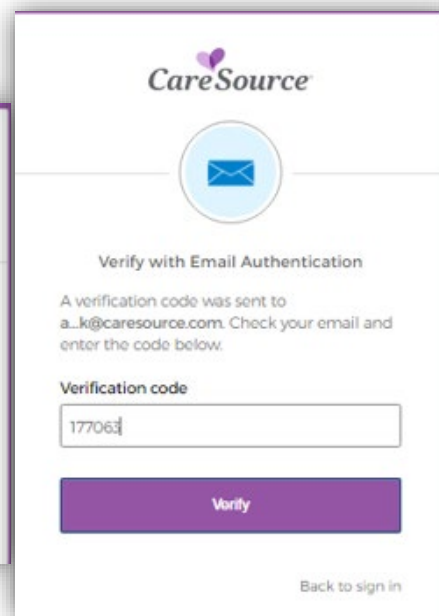 CareSource
Verify with Email Authentication
A verification code was sent to
a...k@caresource.com. Check your email and
enter the code below.
Verification code
177063
Verify
Back to sign in